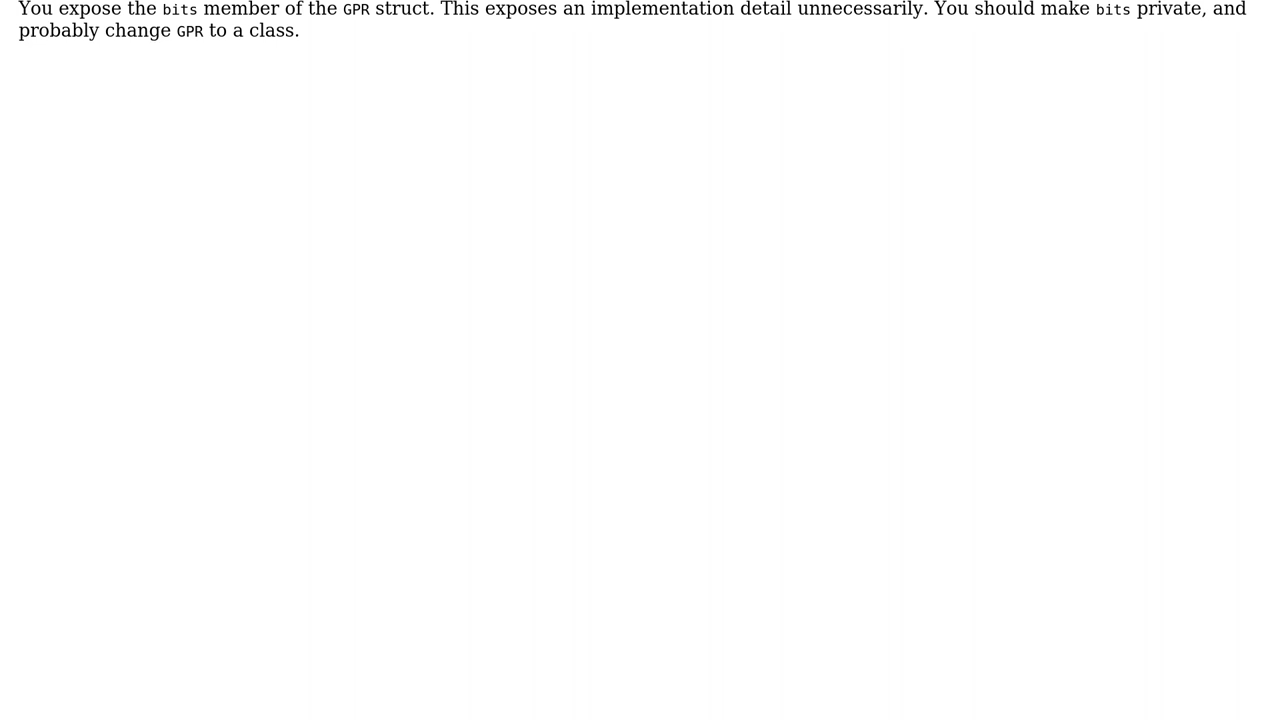 You expose the bits member of the GPR struct. This exposes an implementation detail unnecessarily. You should make bits private, and
probably change GPR to a class.